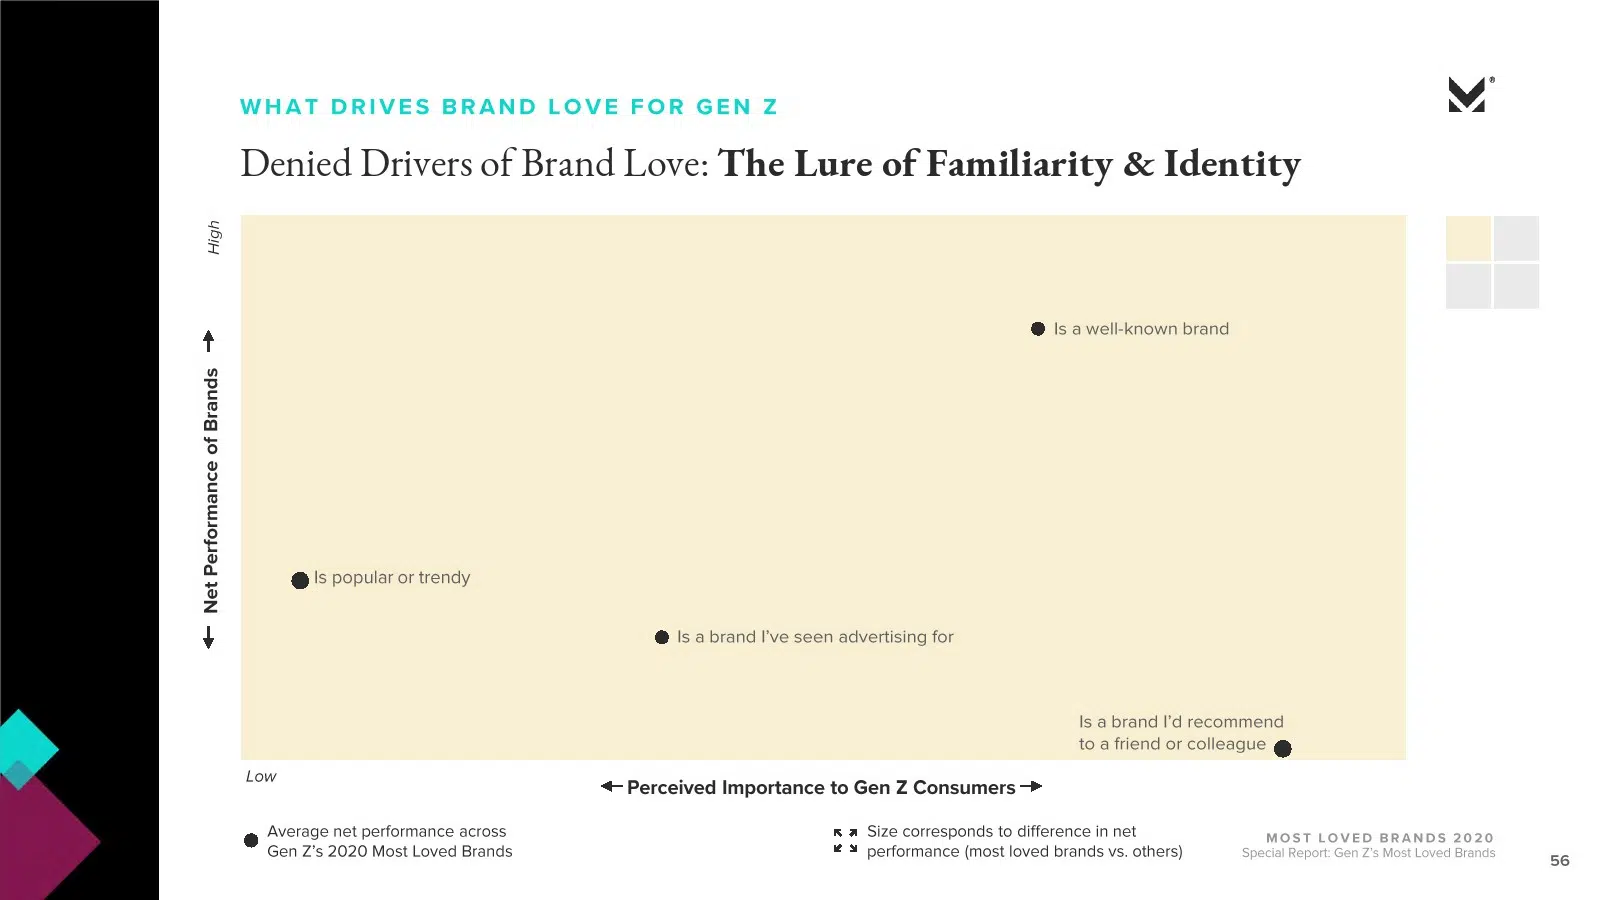 WHAT DRIVES BRAND LOVE FOR GEN Z
Denied Drivers of Brand Love: The Lure of Familiarity & Identity
®
High
Net Performance of Brands
Is a well-known brand
Is popular or trendy
Is a brand I’ve seen advertising for
Is a brand I’d recommend
to a friend or colleague
Low
Perceived Importance to Gen Z Consumers
Average net performance across
Gen Z’s 2020 Most Loved Brands
Size corresponds to difference in net
performance (most loved brands vs. others)
MOST LOVED BRANDS 2020
Special Report: Gen Z’s Most Loved Brands
56